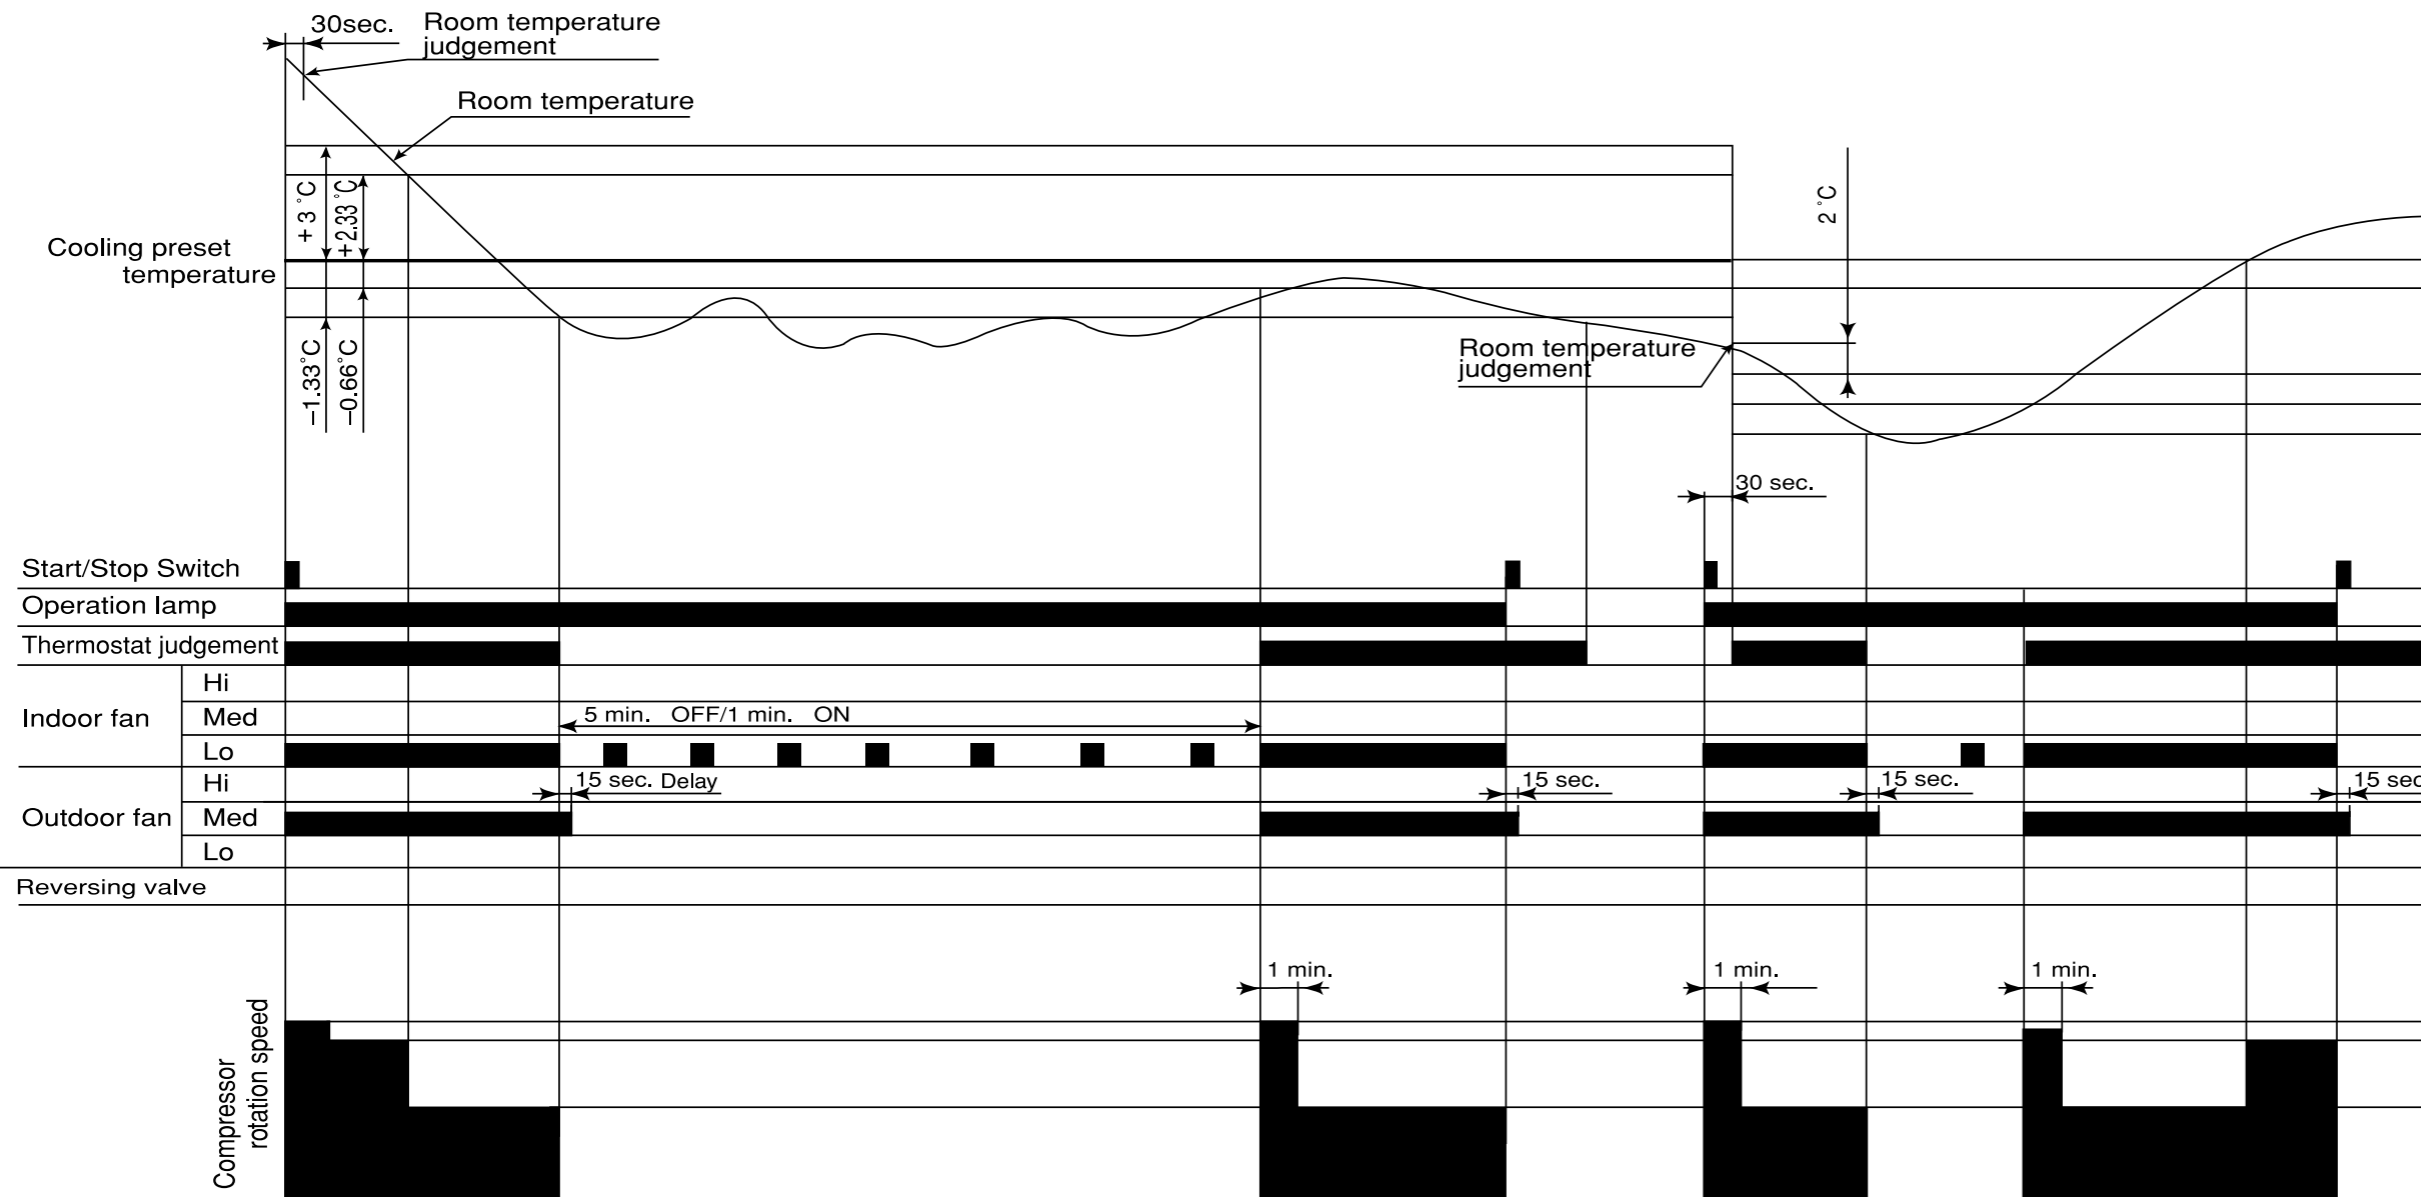 30sec.
Room temperature
judgement
Room temperature
+ 3 ˚C
+2.33 ˚C
2 ˚C
Cooling preset
temperature
–1.33˚C
–0.66˚C
Room temperature
judgement
30 sec.
Start/Stop Switch
Operation lamp
Thermostat judgement
Hi
Indoor fan
Med
5 min. OFF/1 min. ON
Lo
Hi
15 sec. Delay
15 sec.
15 sec.
15 sec
Outdoor fan
Med
Lo
Reversing valve
1 min.
1 min.
1 min.
Compressor
rotation speed